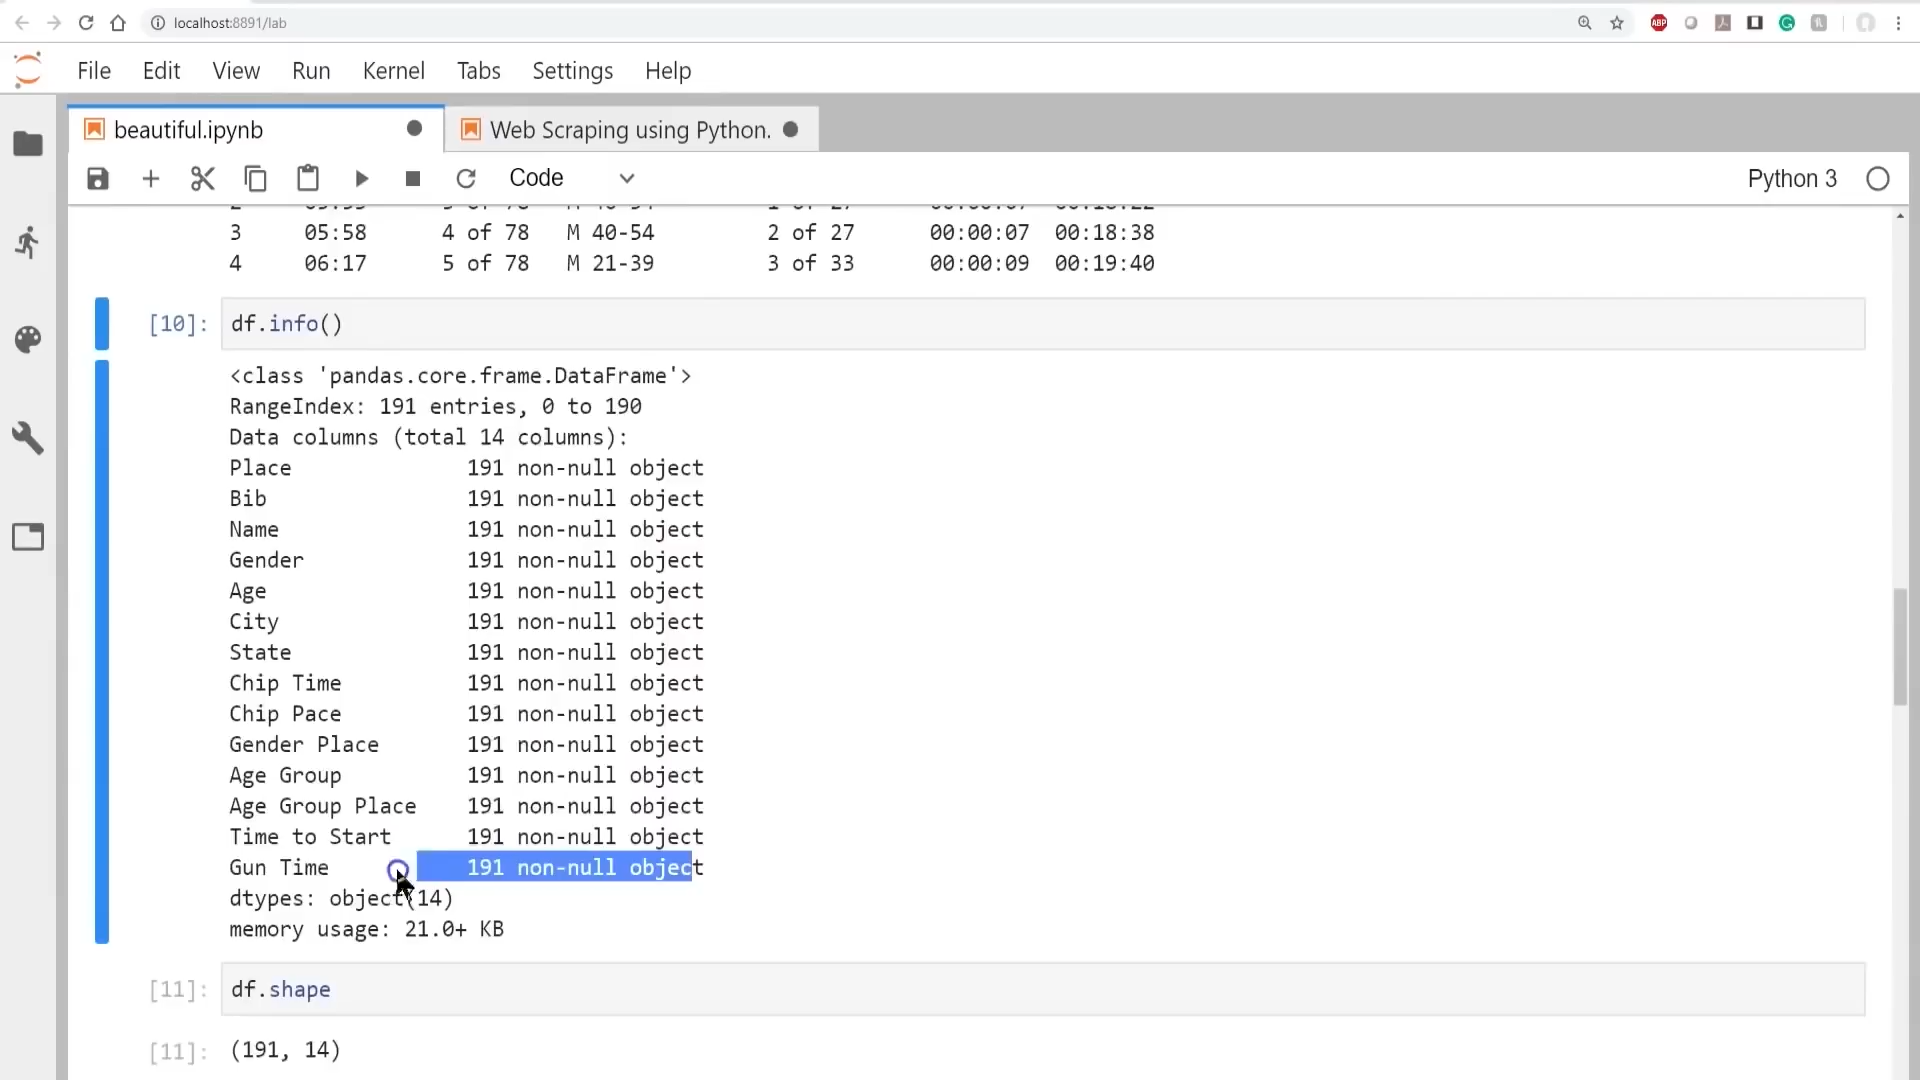 localhost:8891/lab
ABP
File Edit View Run Kernel Tabs Settings Help
beautiful.ipynb
Web Scraping using Python.
Code
Python 3
3 05:58 4 of 78 M 40-54 2 of 27 00:00:07 00:18:38
4 06:17 5 of 78 M 21-39 3 of 33 00:00:09 00:19:40
[10]: df.info()
<class 'pandas.core.frame.DataFrame'>
RangeIndex: 191 entries, 0 to 190
Data columns (total 14 columns):
Place 191 non-null object
Bib 191 non-null object
Name 191 non-null object
Gender 191 non-null object
Age 191 non-null object
City 191 non-null object
State 191 non-null object
Chip Time 191 non-null object
Chip Pace 191 non-null object
Gender Place 191 non-null object
Age Group 191 non-null object
Age Group Place 191 non-null object
Time to Start 191 non-null object
Gun Time 191 non-null object
dtypes: object(14)
memory usage: 21.0+ KB
[11]: df.shape
[11]: (191, 14)